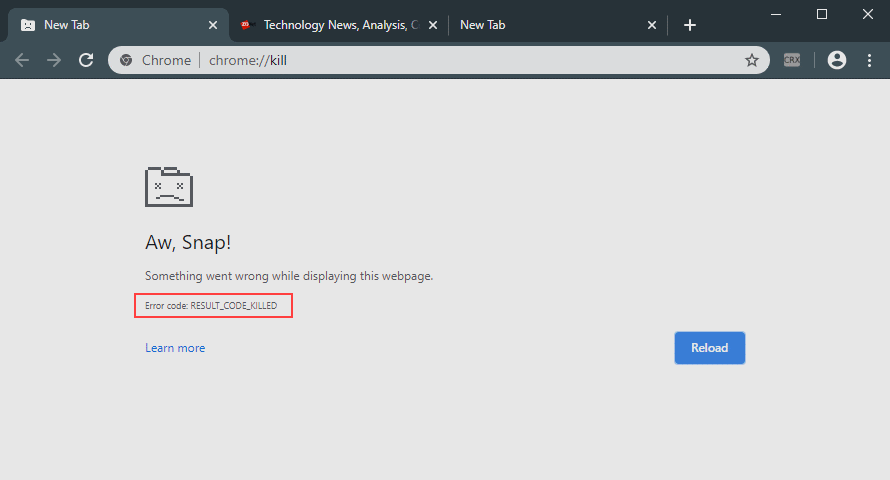 New Tab
Technology News, Analysis, C
New Tab
Chrome
chrome://kill
CRX
Aw, Snap!
Something went wrong while displaying this webpage.
Error code: RESULT_CODE_KILLED
Learn more
Reload